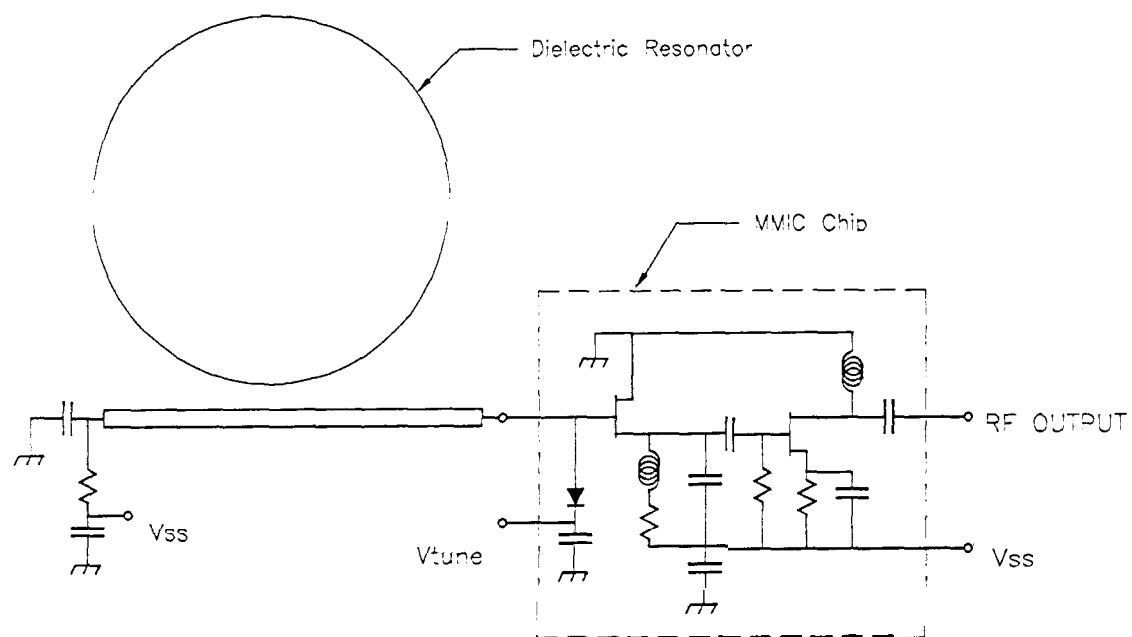 Dielectric Resonator
MMIC Chip
RF OUTPUT
Vss
Vtune
Vss